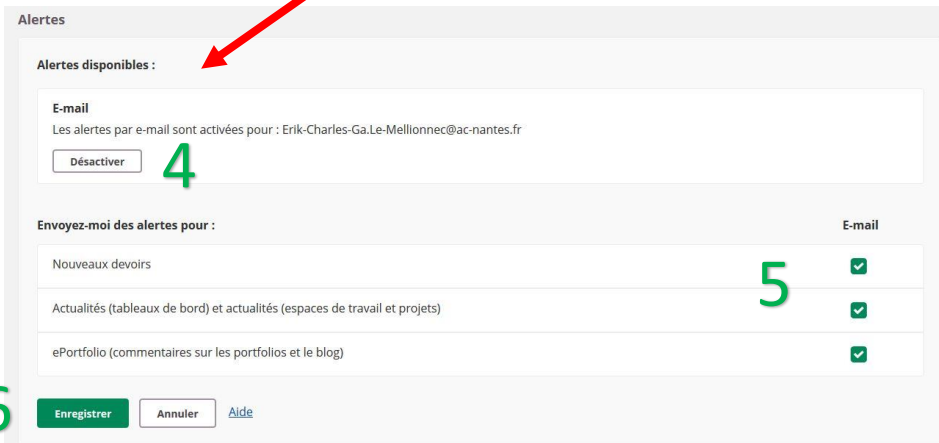 Alertes
Alertes disponibles :
E-mail
Les alertes par e-mail sont activées pour : Erik-Charles-Ga.Le-Mellionnec@ac-nantes.fr
Désactiver 4
Envoyez-moi des alertes pour : E-mail
Nouveaux devoirs
5
Actualités (tableaux de bord) et actualités (espaces de travail et projets)
ePortfolio (commentaires sur les portfolios et le blog)
6 Enregistrer Annuler Aide